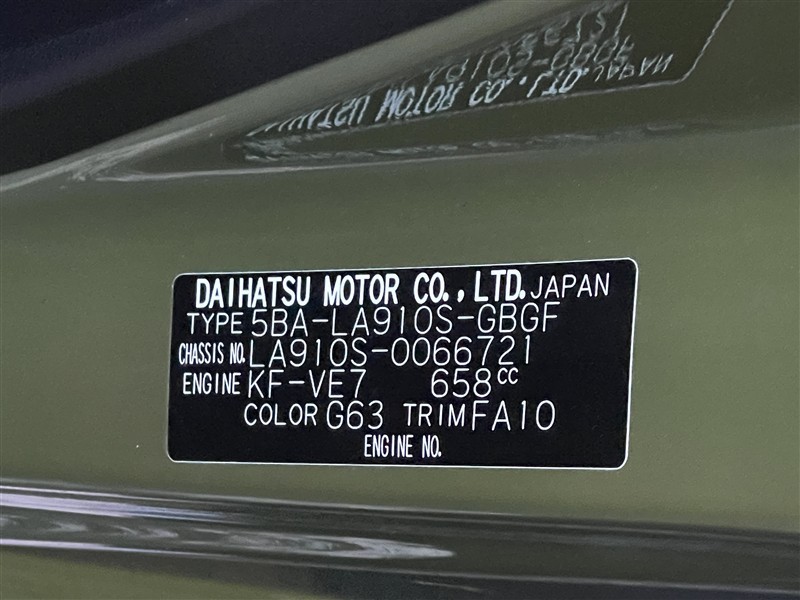 DAIHATSU MOTOR CO., LTD. JAPAN
TYPE 5BA-LA910S-GBGF
CHASSIS NO. LA910S-0066721
ENGINE KF-VE7 658cc
COLOR G63 TRIM FA10
ENGINE NO.